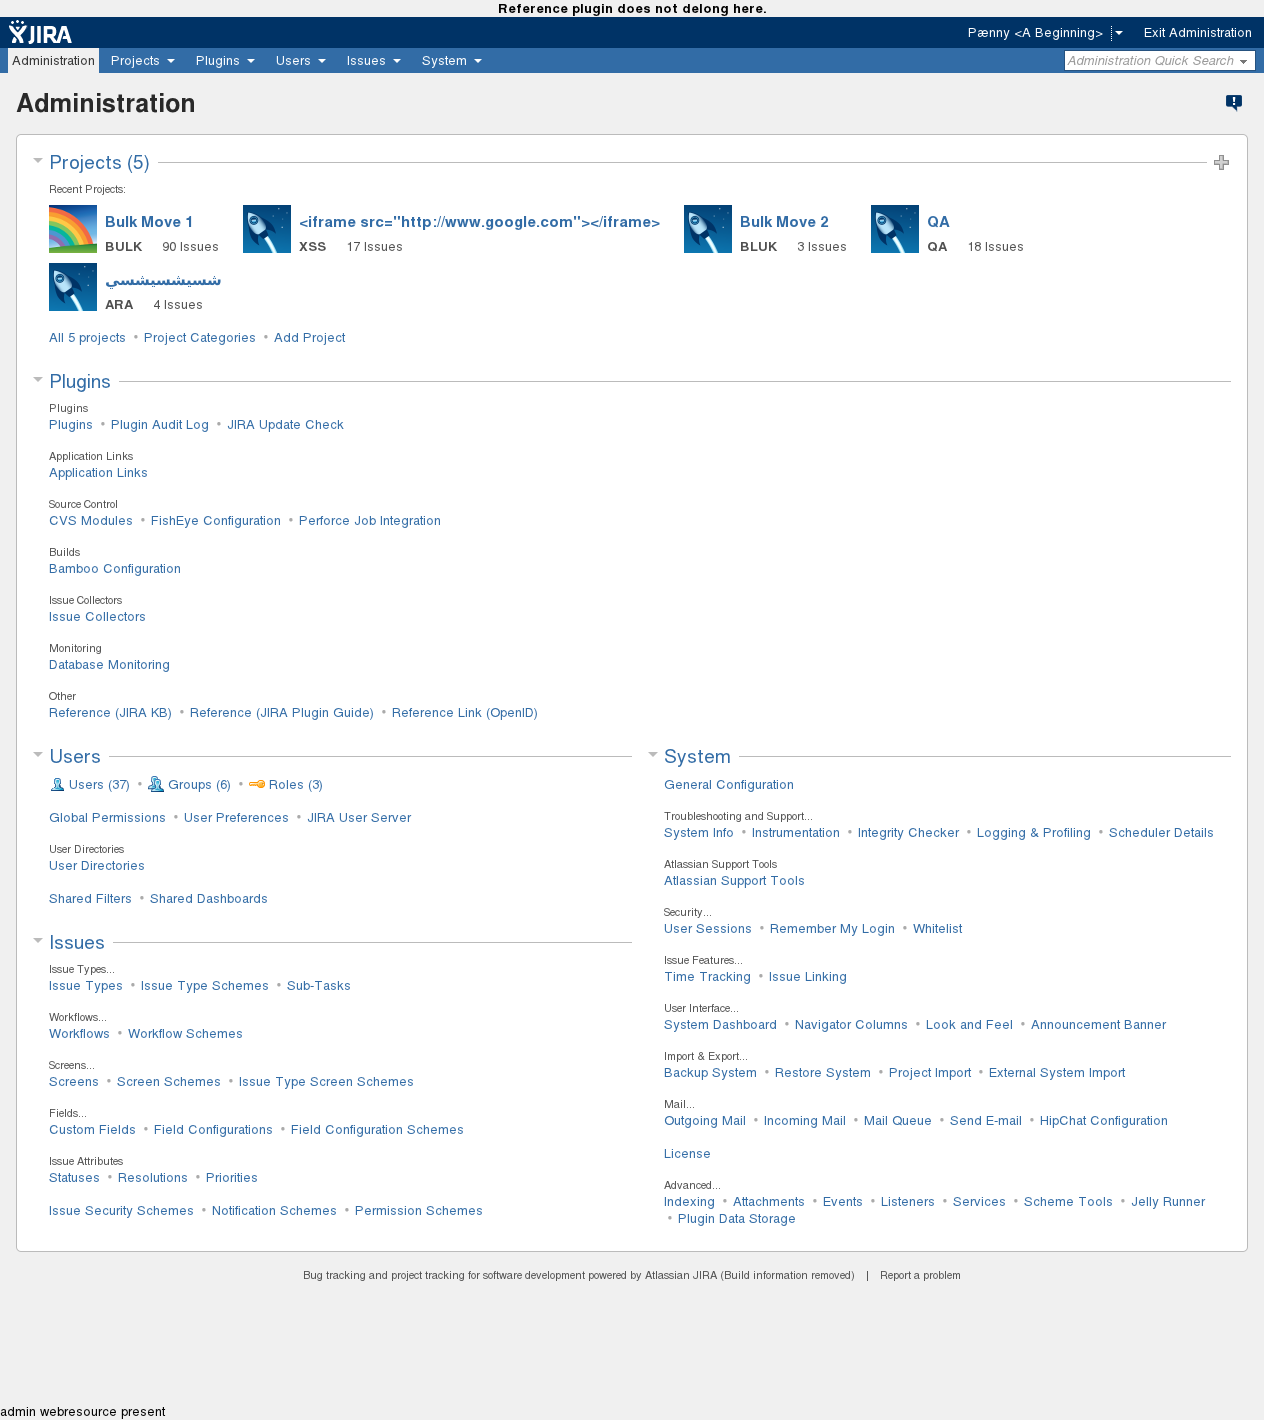 Reference plugin does not delong here.
JIRA Pænny <A Beginning> Exit Administration
Administration Projects Plugins Users Issues System Administration Quick Search
Administration
Projects (5)
Recent Projects:
Bulk Move 1 <iframe src="http://www.google.com"></iframe> Bulk Move 2 QA
BULK 90 Issues XSS 17 Issues BLUK 3 Issues QA 18 Issues
شسيشسيشسي
ARA 4 Issues
All 5 projects • Project Categories • Add Project
Plugins
Plugins
Plugins • Plugin Audit Log • JIRA Update Check
Application Links
Application Links
Source Control
CVS Modules • FishEye Configuration • Perforce Job Integration
Builds
Bamboo Configuration
Issue Collectors
Issue Collectors
Monitoring
Database Monitoring
Other
Reference (JIRA KB) • Reference (JIRA Plugin Guide) • Reference Link (OpenID)
Users
Users (37) • Groups (6) • Roles (3)
Global Permissions • User Preferences • JIRA User Server
User Directories
User Directories
Shared Filters • Shared Dashboards
Issues
Issue Types...
Issue Types • Issue Type Schemes • Sub-Tasks
Workflows...
Workflows • Workflow Schemes
Screens...
Screens • Screen Schemes • Issue Type Screen Schemes
Fields...
Custom Fields • Field Configurations • Field Configuration Schemes
Issue Attributes
Statuses • Resolutions • Priorities
Issue Security Schemes • Notification Schemes • Permission Schemes
System
General Configuration
Troubleshooting and Support...
System Info • Instrumentation • Integrity Checker • Logging & Profiling • Scheduler Details
Atlassian Support Tools
Atlassian Support Tools
Security...
User Sessions • Remember My Login • Whitelist
Issue Features...
Time Tracking • Issue Linking
User Interface...
System Dashboard • Navigator Columns • Look and Feel • Announcement Banner
Import & Export...
Backup System • Restore System • Project Import • External System Import
Mail...
Outgoing Mail • Incoming Mail • Mail Queue • Send E-mail • HipChat Configuration
License
Advanced...
Indexing • Attachments • Events • Listeners • Services • Scheme Tools • Jelly Runner
• Plugin Data Storage
Bug tracking and project tracking for software development powered by Atlassian JIRA (Build information removed) | Report a problem
admin webresource present